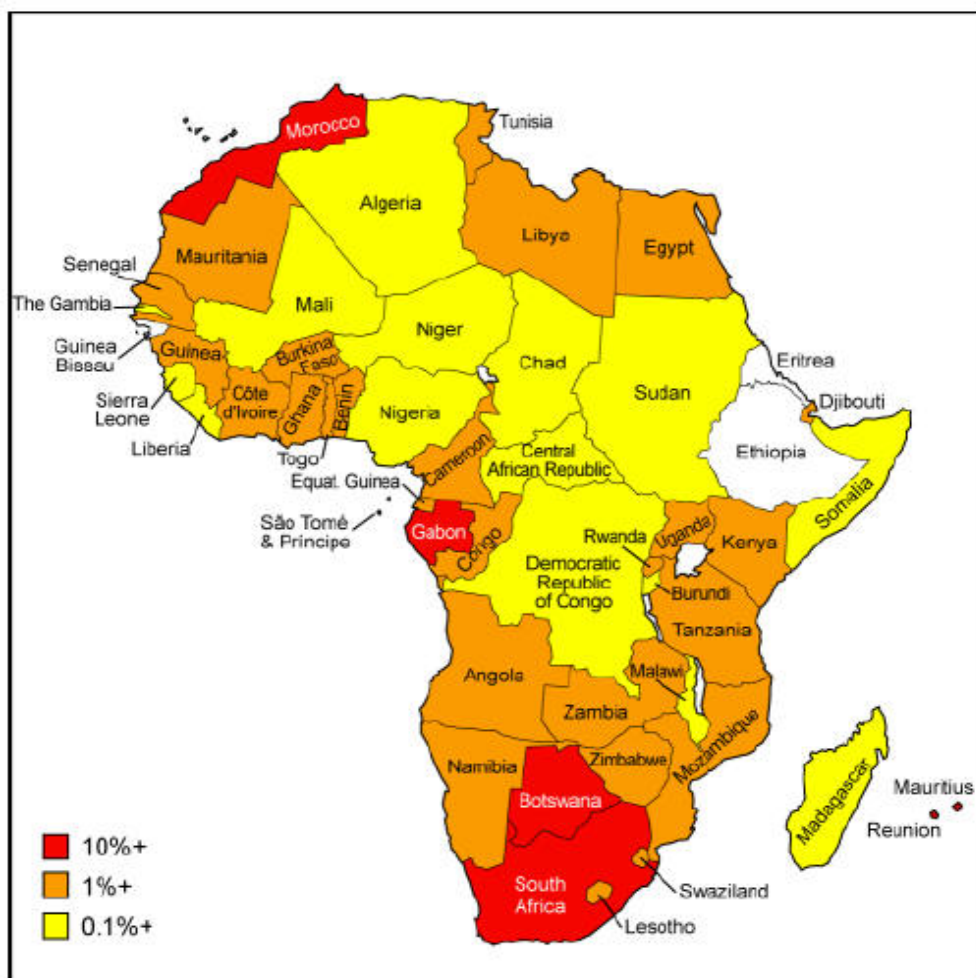 Morocco
Tunisia
Algeria
Libya
Egypt
Mauritania
Senegal
The Gambia
Mali
Niger
Chad
Sudan
Eritrea
Djibouti
Guinea
Bissau
Guinea
Burkina
Faso
Sierra
Leone
Côte
d'Ivoire
Ghana
Benin
Nigeria
Liberia
Togo
Cameroon
Central
African Republic
Ethiopia
Somalia
Equat. Guinea
São Tomé
& Principe
Gabon
Congo
Rwanda
Uganda
Kenya
Democratic
Republic
of Congo
Burundi
Tanzania
Angola
Malawi
Zambia
Mozambique
Namibia
Zimbabwe
Botswana
Madagascar
Mauritius
Reunion
10%+
1%+
0.1%+
South
Africa
Swaziland
Lesotho